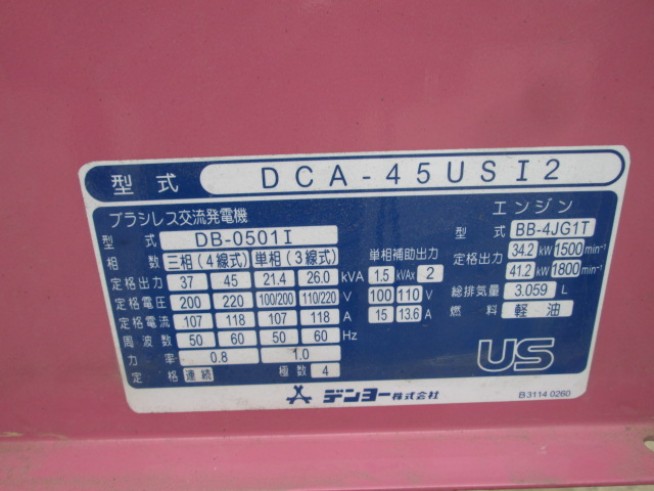 型式 DCA-45USI2
ブラシレス交流発電機
型式 DB-0501I
相数 三相(4線式) 単相(3線式)
定格出力 37 45 21.4 26.0 kVA
定格電圧 200 220 100/200 110/220 V
定格電流 107 118 107 118 A
周波数 50 60 50 60 Hz
力率 0.8 1.0
定格 連続 極数 4
単相補助出力
1.5 kVAx 2
100 110 V
15 13.6 A
エンジン
型式 BB-4JG1T
定格出力 34.2 kW 1500 min⁻¹
41.2 kW 1800 min⁻¹
総排気量 3.059 L
燃料 軽油
US
デンヨー株式会社
B3114 0260